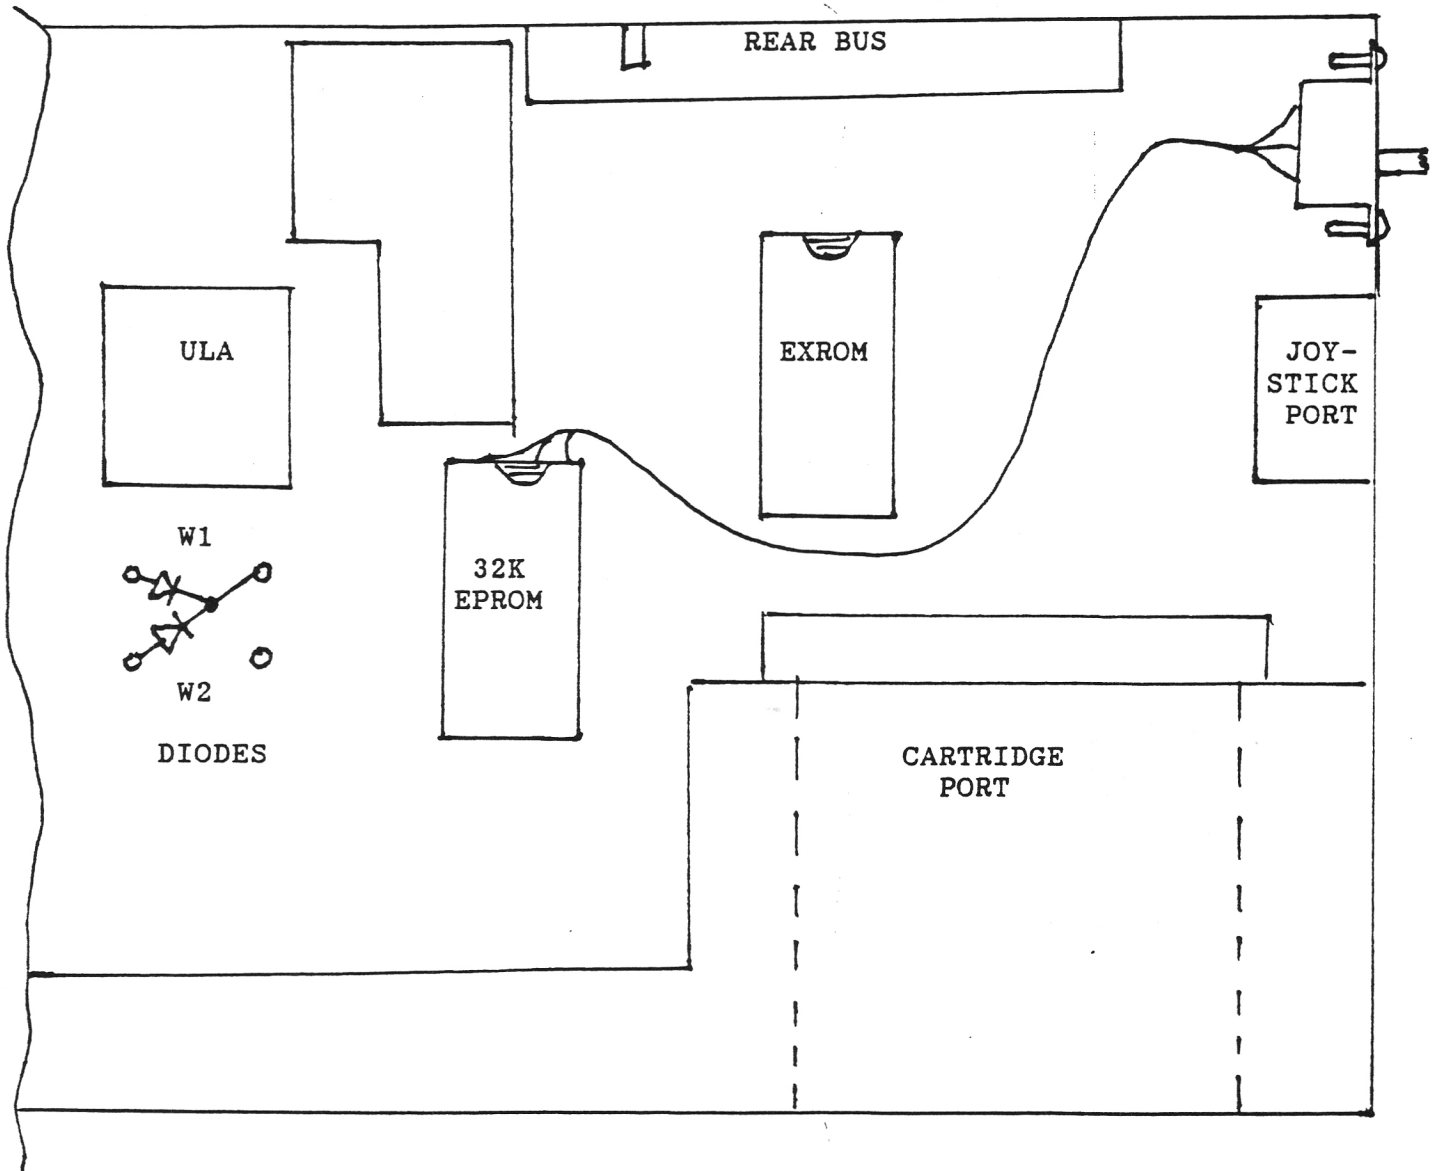 REAR BUS
ULA
EXROM
JOY-
STICK
PORT
W1
32K
EPROM
W2
DIODES
CARTRIDGE
PORT